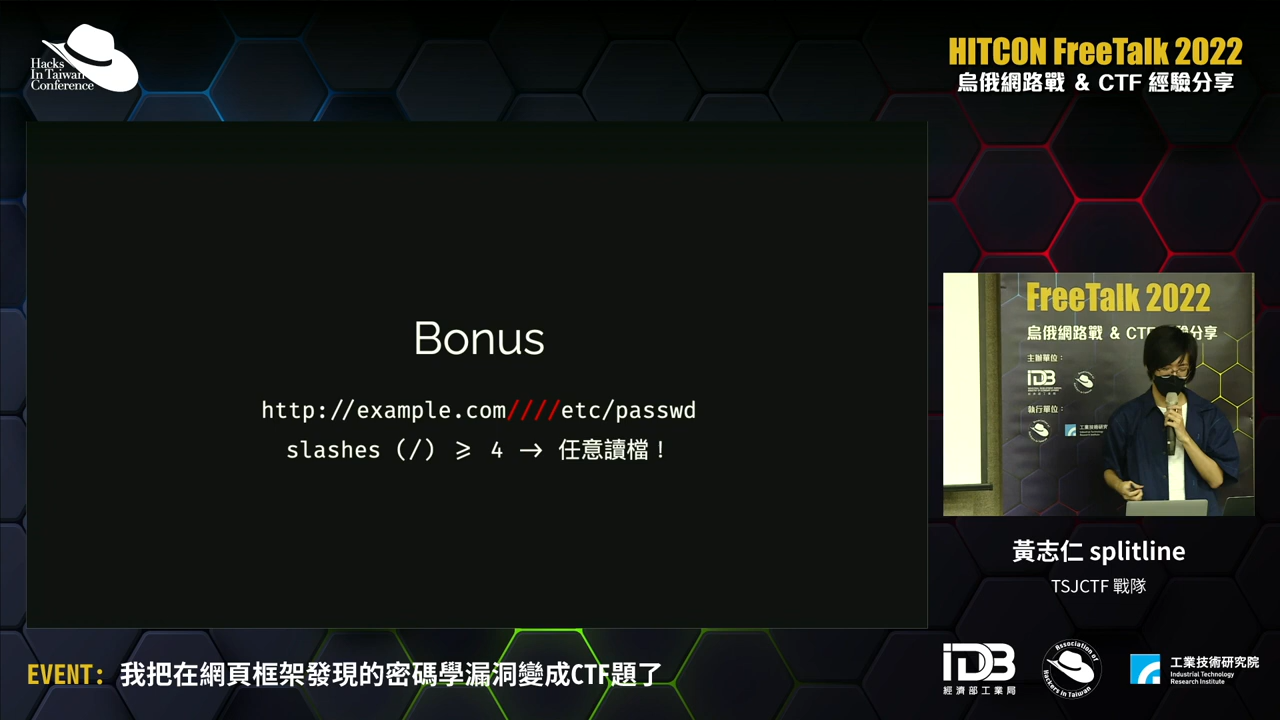 Hacks
In Taiwan
Conference
HITCON FreeTalk 2022
烏俄網路戰 & CTF 經驗分享
Bonus
http://example.com////etc/passwd
slashes (/) ⩾ 4 → 任意讀檔！
FreeTalk 2022
烏俄網路戰 & CTF 經驗分享
主辦單位：
IDB
執行單位：
黃志仁 splitline
TSJCTF 戰隊
EVENT： 我把在網頁框架發現的密碼學漏洞變成CTF題了
IDB
經濟部工業局
Association of
Hackers in Taiwan
工業技術研究院
Industrial Technology
Research Institute